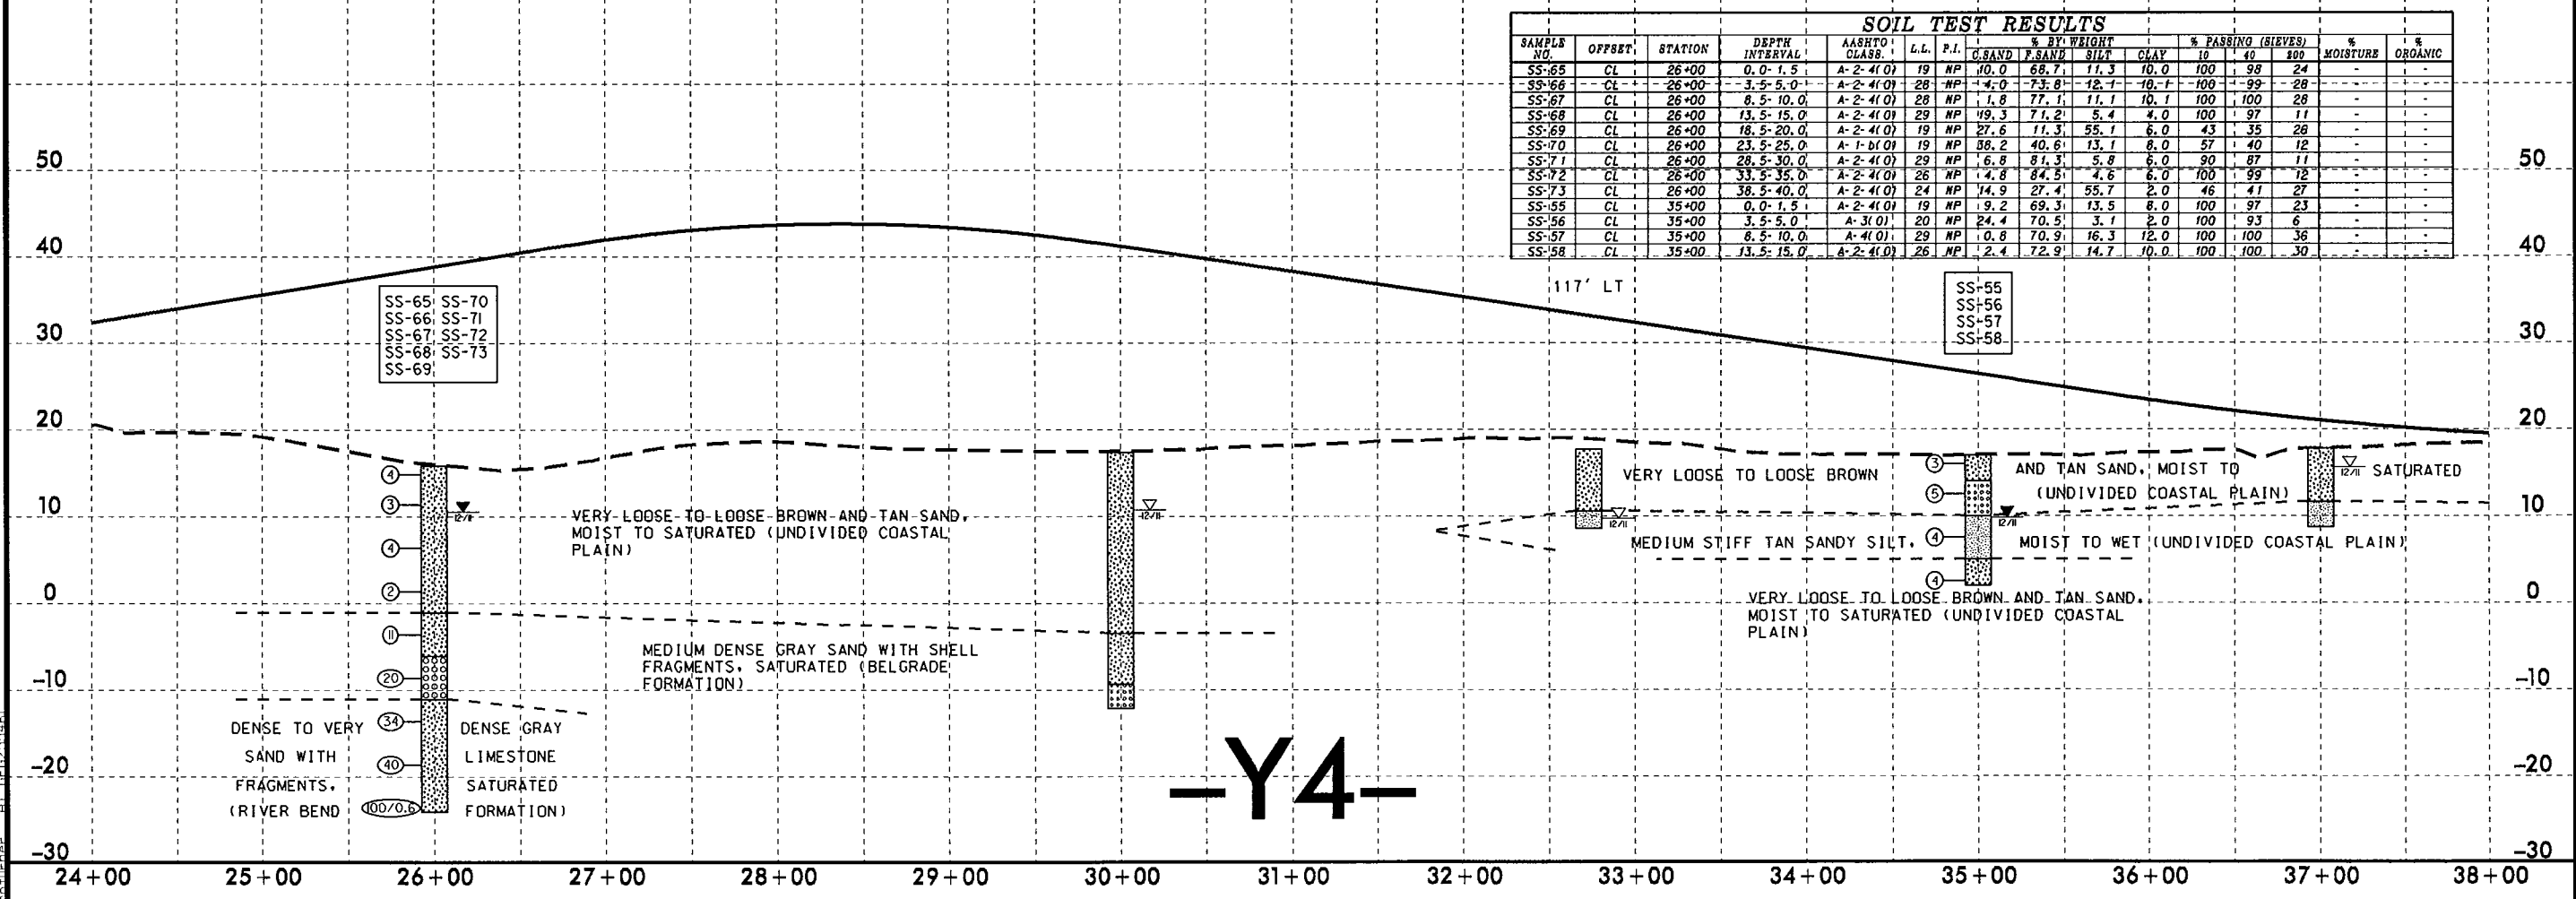 SOIL TEST RESULTS
SAMPLE NO. OFFSET STATION DEPTH INTERVAL AASHTO CLASS. L.L. P.I. % BY WEIGHT C.SAND F.SAND SILT CLAY % PASSING (SIEVES) 10 40 200 % MOISTURE % ORGANIC
SS-65 CL 26+00 0.0-1.5 A-2-4(0) 19 NP 10.0 68.7 11.3 10.0 100 98 24 - -
SS-66 CL 26+00 3.5-5.0 A-2-4(0) 28 NP 4.0 73.8 12.1 10.1 100 99 28 - -
SS-67 CL 26+00 8.5-10.0 A-2-4(0) 28 NP 1.8 77.1 11.1 10.1 100 100 28 - -
SS-68 CL 26+00 13.5-15.0 A-2-4(0) 29 NP 19.3 71.2 5.4 4.0 100 97 11 - -
SS-69 CL 26+00 18.5-20.0 A-2-4(0) 19 NP 27.6 11.3 55.1 6.0 43 35 26 - -
SS-70 CL 26+00 23.5-25.0 A-1-b(0) 19 NP 38.2 40.6 13.1 8.0 57 40 12 - -
SS-71 CL 26+00 28.5-30.0 A-2-4(0) 29 NP 6.8 81.3 5.8 6.0 90 87 11 - -
SS-72 CL 26+00 33.5-35.0 A-2-4(0) 26 NP 4.8 84.5 4.6 6.0 100 99 12 - -
SS-73 CL 26+00 38.5-40.0 A-2-4(0) 24 NP 14.9 27.4 55.7 2.0 46 41 27 - -
SS-55 CL 35+00 0.0-1.5 A-2-4(0) 19 NP 9.2 69.3 13.5 8.0 100 97 23 - -
SS-56 CL 35+00 3.5-5.0 A-3(0) 20 NP 24.4 70.5 3.1 2.0 100 93 6 - -
SS-57 CL 35+00 8.5-10.0 A-4(0) 29 NP 0.8 70.9 16.3 12.0 100 100 36 - -
SS-58 CL 35+00 13.5-15.0 A-2-4(0) 26 NP 2.4 72.9 14.7 10.0 100 100 30 - -
50 50
40 40
117' LT
SS-65 SS-70
SS-66 SS-71
SS-67 SS-72
SS-68 SS-73
SS-69
SS-55
SS-56
SS-57
SS-58
30 30
20 20
4
3
12/11
4
2
11
20
34
40
100/0.6
VERY LOOSE TO LOOSE BROWN AND TAN SAND,
MOIST TO SATURATED (UNDIVIDED COASTAL
PLAIN)
12/11
VERY LOOSE TO LOOSE BROWN
3
AND TAN SAND, MOIST TO
12/11 SATURATED
5
(UNDIVIDED COASTAL PLAIN)
10 10
12/11
12/11
MEDIUM STIFF TAN SANDY SILT,
4
MOIST TO WET (UNDIVIDED COASTAL PLAIN)
4
0 0
VERY LOOSE TO LOOSE BROWN AND TAN SAND,
MOIST TO SATURATED (UNDIVIDED COASTAL
PLAIN)
MEDIUM DENSE GRAY SAND WITH SHELL
FRAGMENTS, SATURATED (BELGRADE
FORMATION)
-10 -10
DENSE TO VERY DENSE GRAY
SAND WITH LIMESTONE
-20 -20
FRAGMENTS, SATURATED
(RIVER BEND FORMATION)
-Y4-
-30 -30
24+00 25+00 26+00 27+00 28+00 29+00 30+00 31+00 32+00 33+00 34+00 35+00 36+00 37+00 38+00